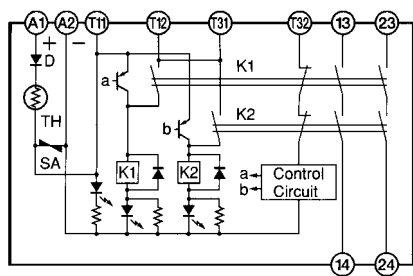 A1 A2 T11 T12 T31 T32 13 23
+ −
D
a
K1
TH
b
K2
SA
K1 K2
a
b
Control
Circuit
14 24